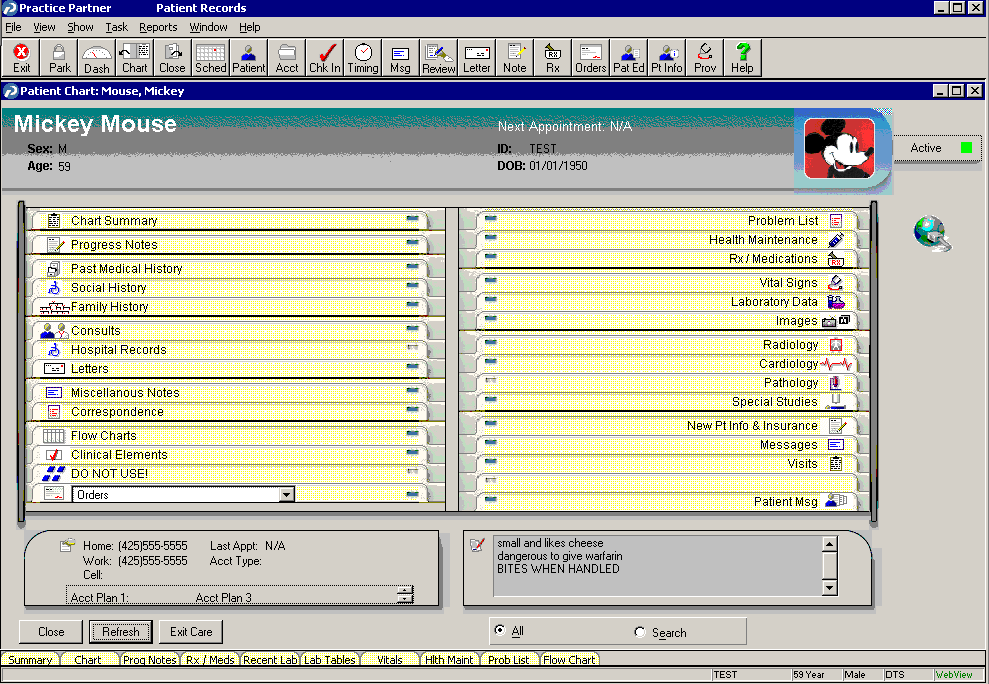 Practice Partner Patient Records
File View Show Task Reports Window Help
Exit Park Dash Chart Close Sched Patient Acct Chk In Timing Msg Review Letter Note Rx Orders Pat Ed Pt Info Prov Help
Patient Chart: Mouse, Mickey
Mickey Mouse
Next Appointment: N/A
Sex: M
ID: TEST
Age: 59
DOB: 01/01/1950
Active
Chart Summary
Progress Notes
Past Medical History
Social History
Family History
Consults
Hospital Records
Letters
Miscellanous Notes
Correspondence
Flow Charts
Clinical Elements
DO NOT USE!
Orders
Problem List
Health Maintenance
Rx / Medications
Vital Signs
Laboratory Data
Images
Radiology
Cardiology
Pathology
Special Studies
New Pt Info & Insurance
Messages
Visits
Patient Msg
Home: (425)555-5555 Last Appt: N/A
Work: (425)555-5555 Acct Type:
Cell:
Acct Plan 1: Acct Plan 3
small and likes cheese
dangerous to give warfarin
BITES WHEN HANDLED
Close Refresh Exit Care
All Search
Summary Chart Prog Notes Rx / Meds Recent Lab Lab Tables Vitals Hlth Maint Prob List Flow Chart
TEST 59 Year Male DTS WebView